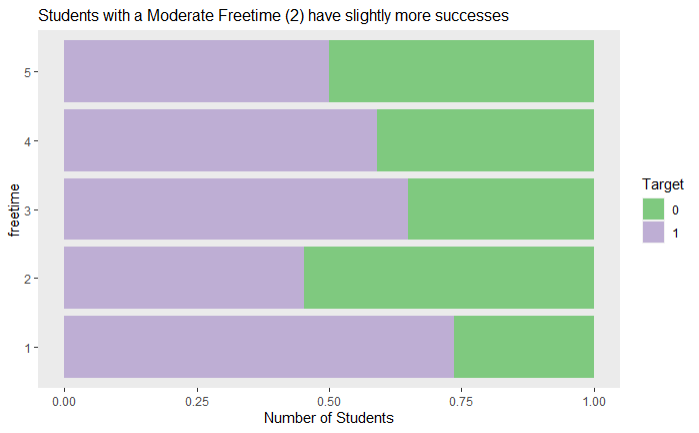 Students with a Moderate Freetime (2) have slightly more successes
freetime
5
4
3
2
1
0.00 0.25 0.50 0.75 1.00
Number of Students
Target
0
1